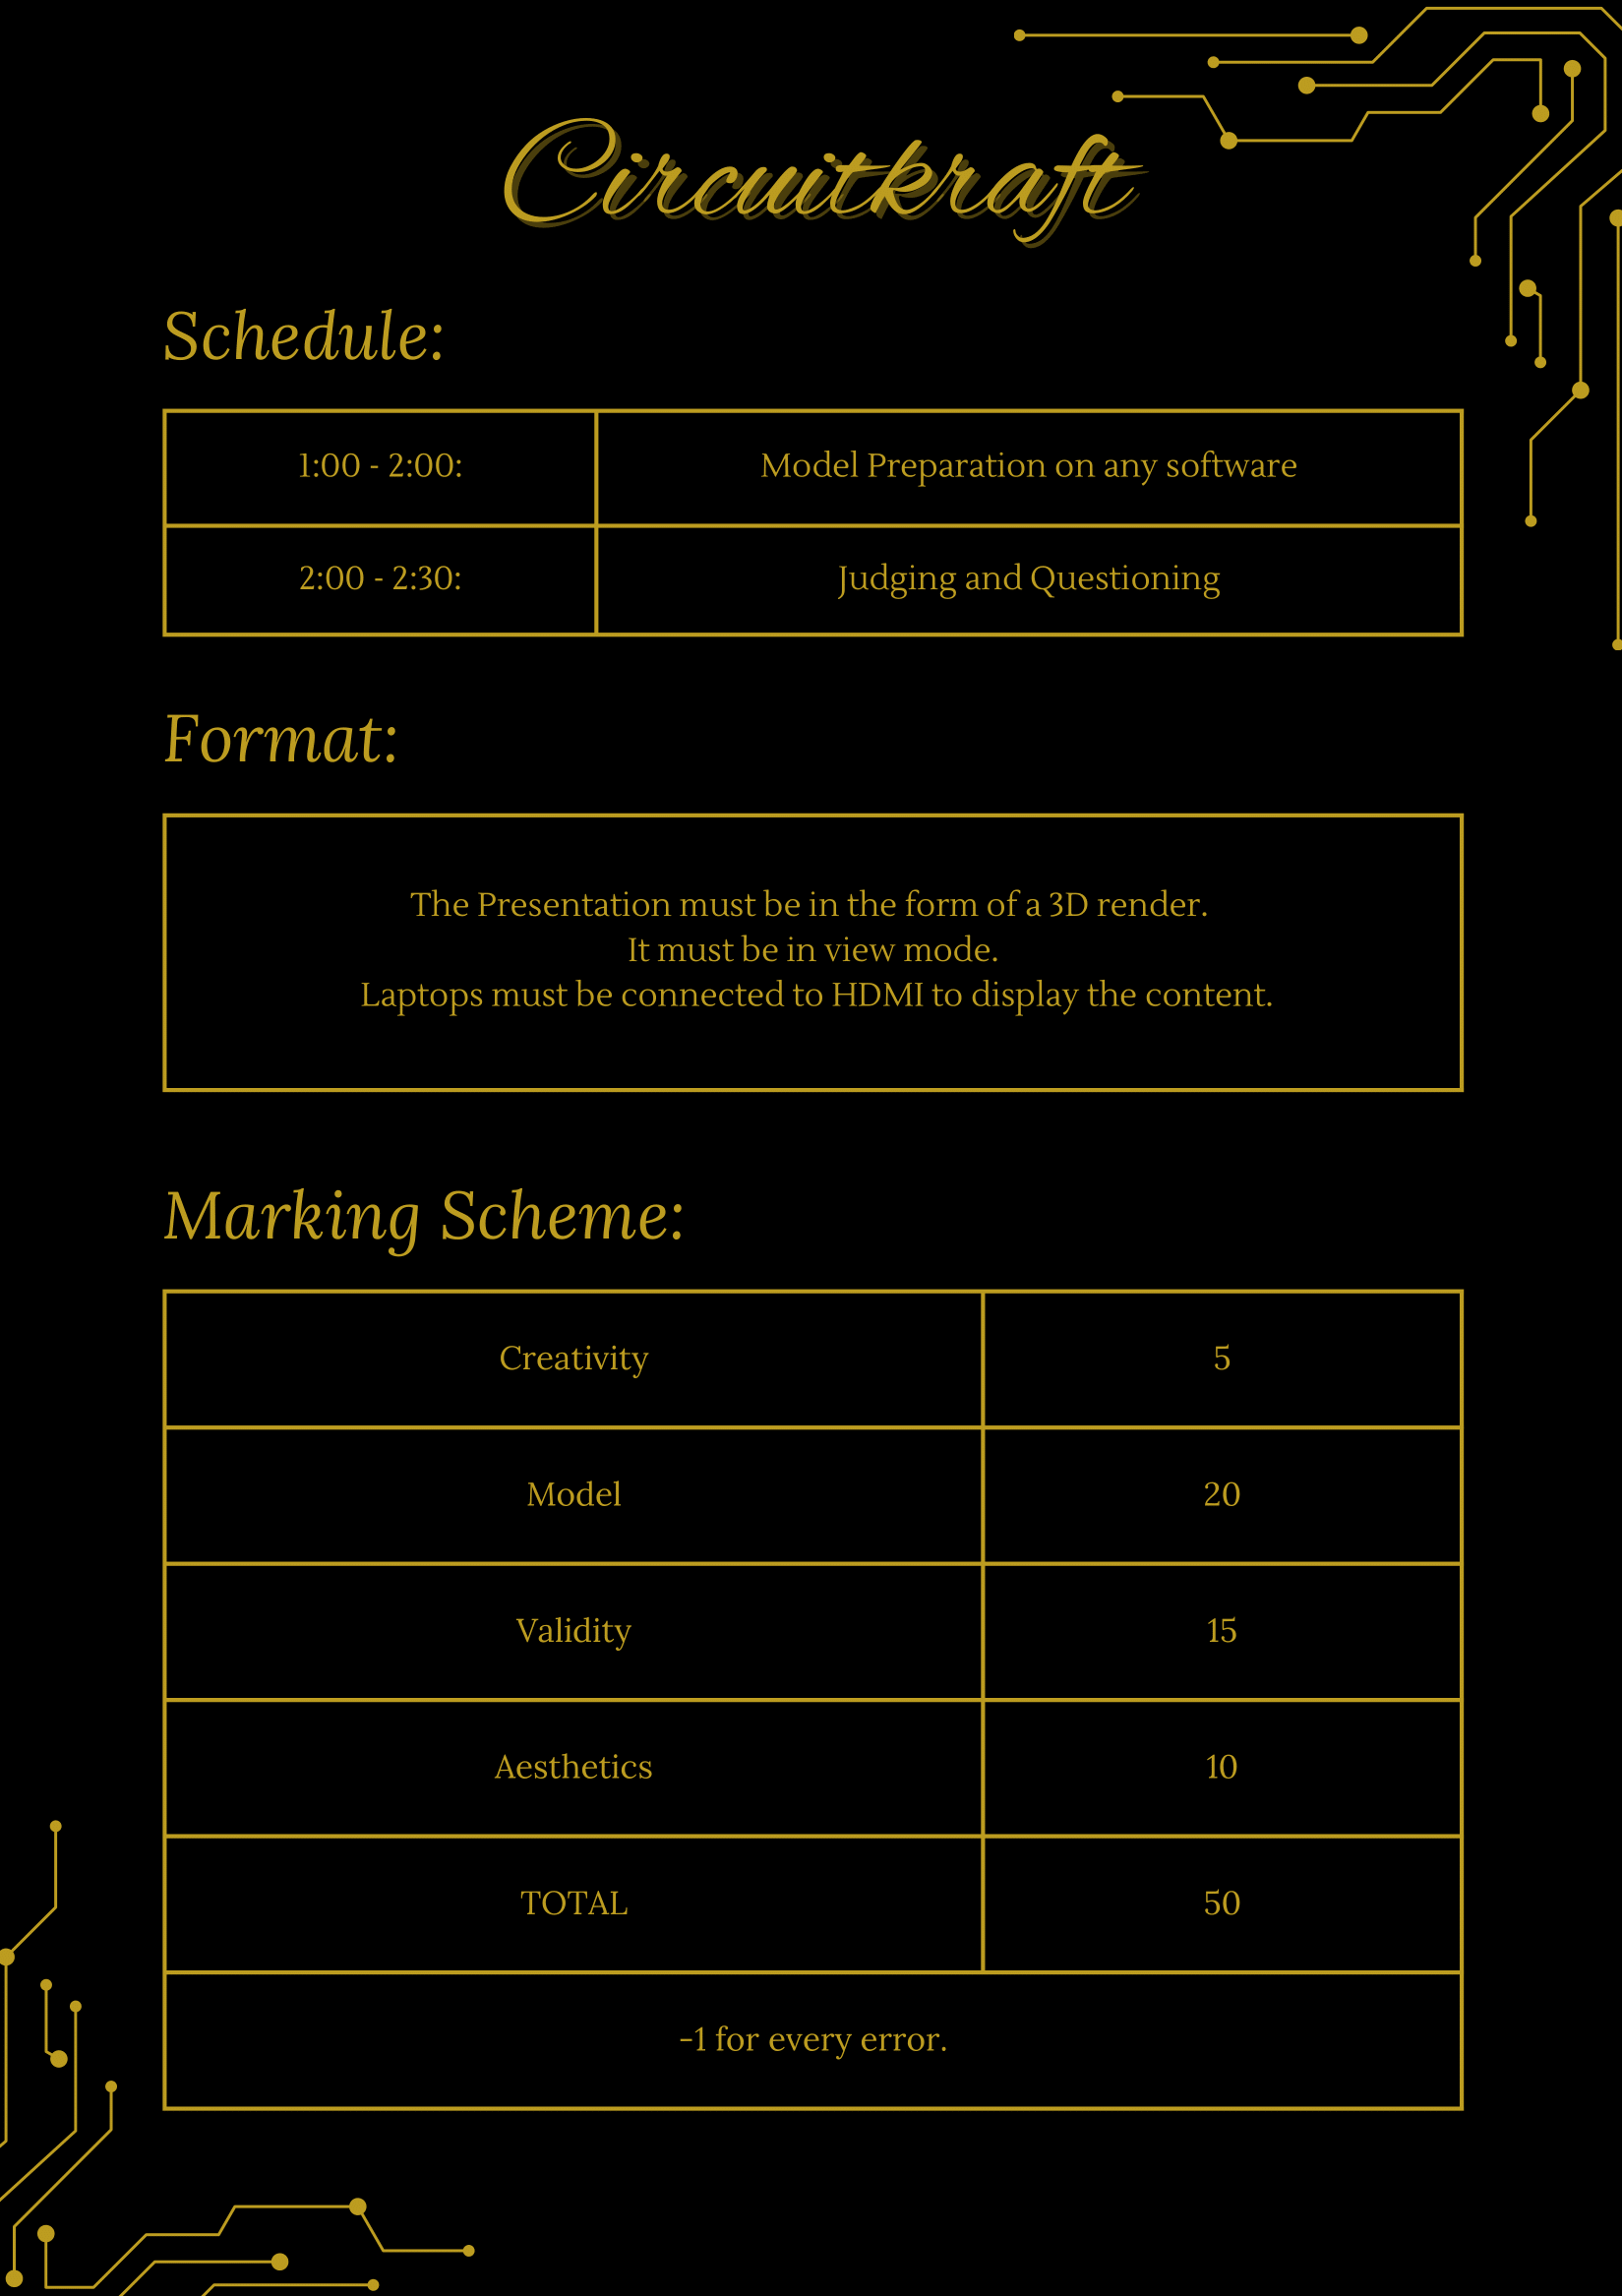 Circuitkraft
Schedule:
1:00 - 2:00:
Model Preparation on any software
2:00 - 2:30:
Judging and Questioning
Format:
The Presentation must be in the form of a 3D render.
It must be in view mode.
Laptops must be connected to HDMI to display the content.
Marking Scheme:
Creativity
5
Model
20
Validity
15
Aesthetics
10
TOTAL
50
-1 for every error.